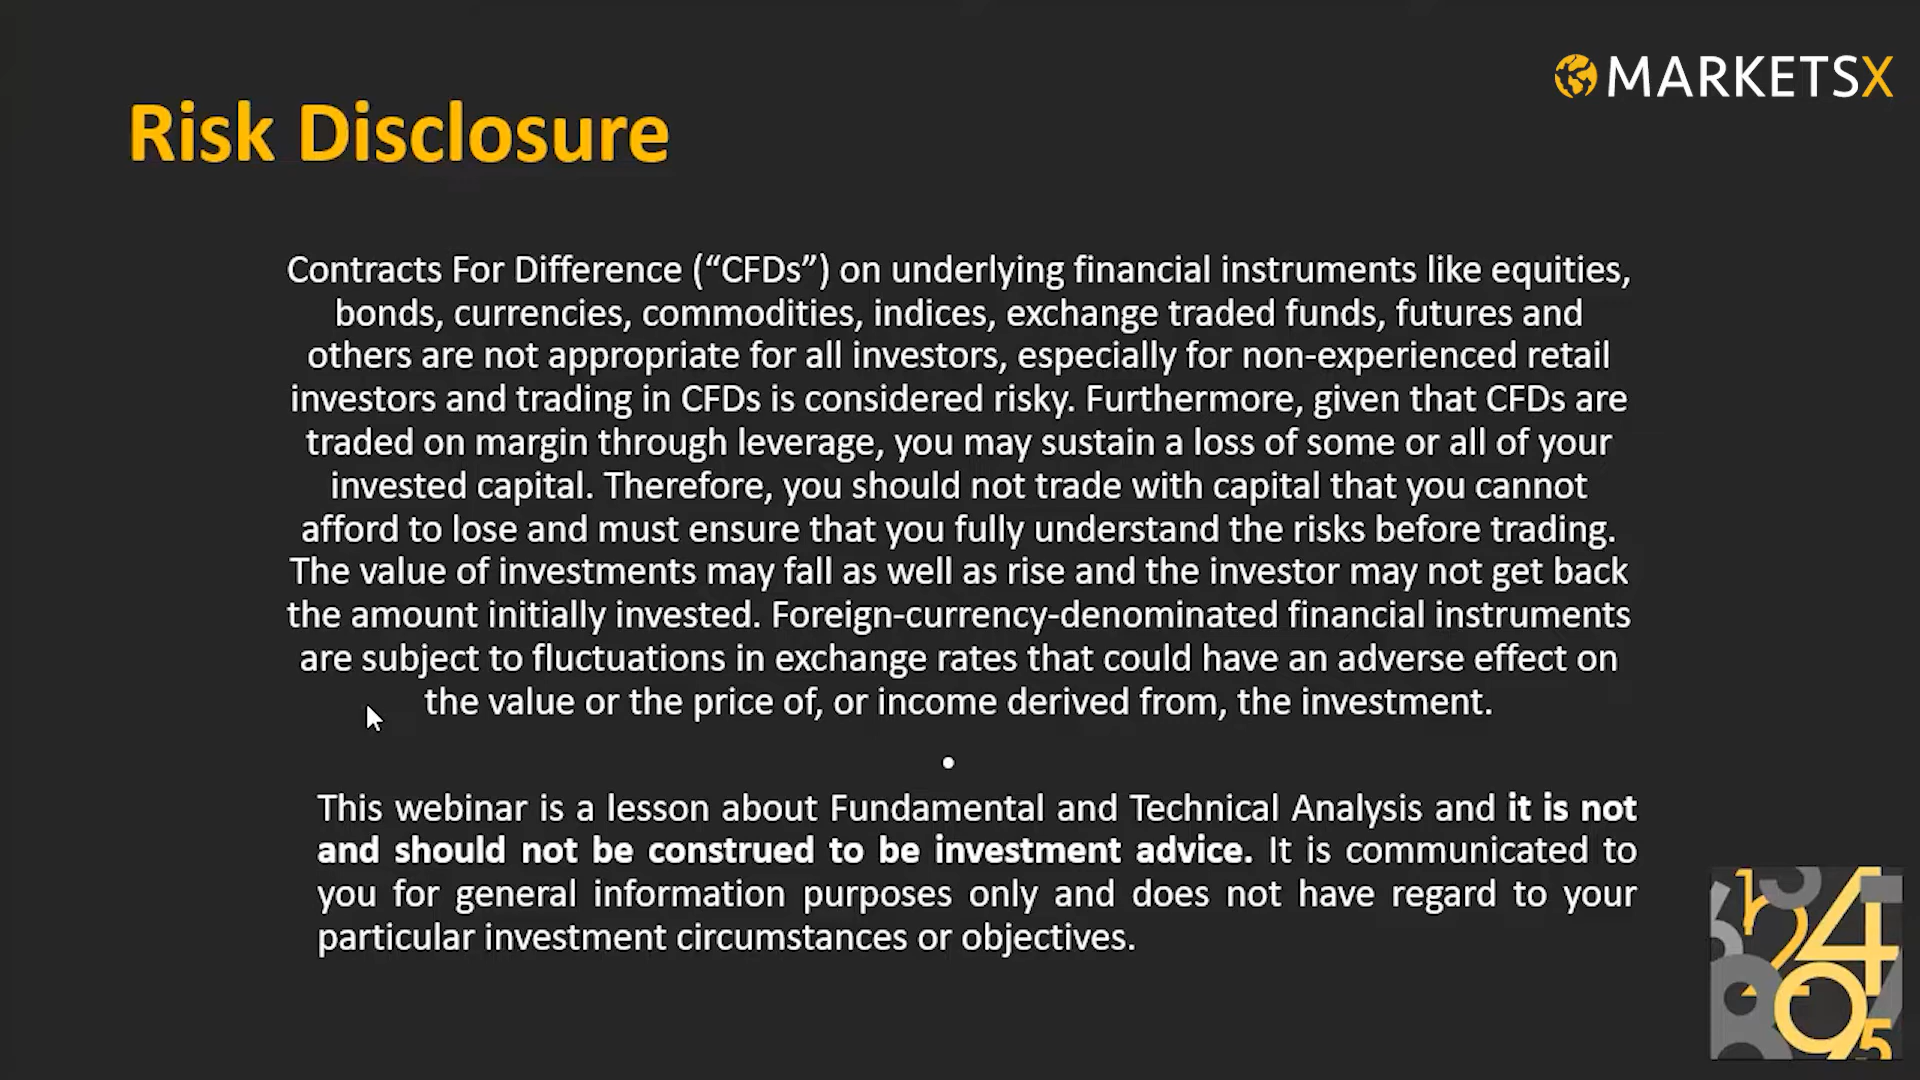 MARKETSX
Risk Disclosure
Contracts For Difference (“CFDs”) on underlying financial instruments like equities,
bonds, currencies, commodities, indices, exchange traded funds, futures and
others are not appropriate for all investors, especially for non-experienced retail
investors and trading in CFDs is considered risky. Furthermore, given that CFDs are
traded on margin through leverage, you may sustain a loss of some or all of your
invested capital. Therefore, you should not trade with capital that you cannot
afford to lose and must ensure that you fully understand the risks before trading.
The value of investments may fall as well as rise and the investor may not get back
the amount initially invested. Foreign-currency-denominated financial instruments
are subject to fluctuations in exchange rates that could have an adverse effect on
the value or the price of, or income derived from, the investment.
•
This webinar is a lesson about Fundamental and Technical Analysis and it is not
and should not be construed to be investment advice. It is communicated to
you for general information purposes only and does not have regard to your
particular investment circumstances or objectives.